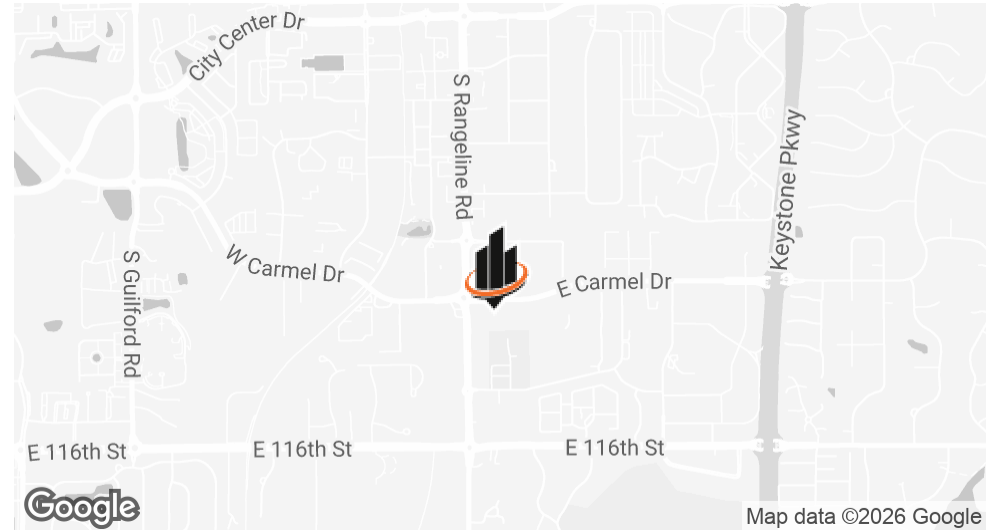 City Center Dr
S Rangeline Rd
Keystone Pkwy
W Carmel Dr
E Carmel Dr
S Guilford Rd
E 116th St
E 116th St
E 116th St
Google
Map data ©2026 Google